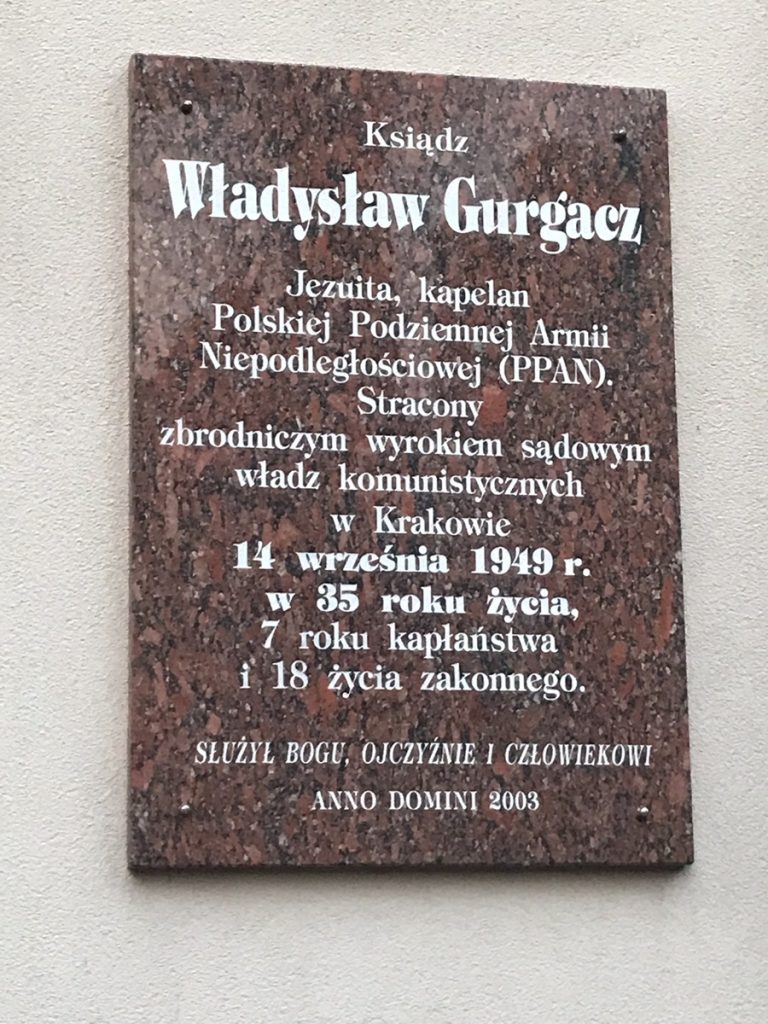 Ksiądz
Władysław Gurgacz
Jezuita, kapelan
Polskiej Podziemnej Armii
Niepodległościowej (PPAN).
Stracony
zbrodniczym wyrokiem sądowym
władz komunistycznych
w Krakowie
14 września 1949 r.
w 35 roku życia,
7 roku kapłaństwa
i 18 życia zakonnego.
SŁUŻYŁ BOGU, OJCZYŹNIE I CZŁOWIEKOWI
ANNO DOMINI 2003